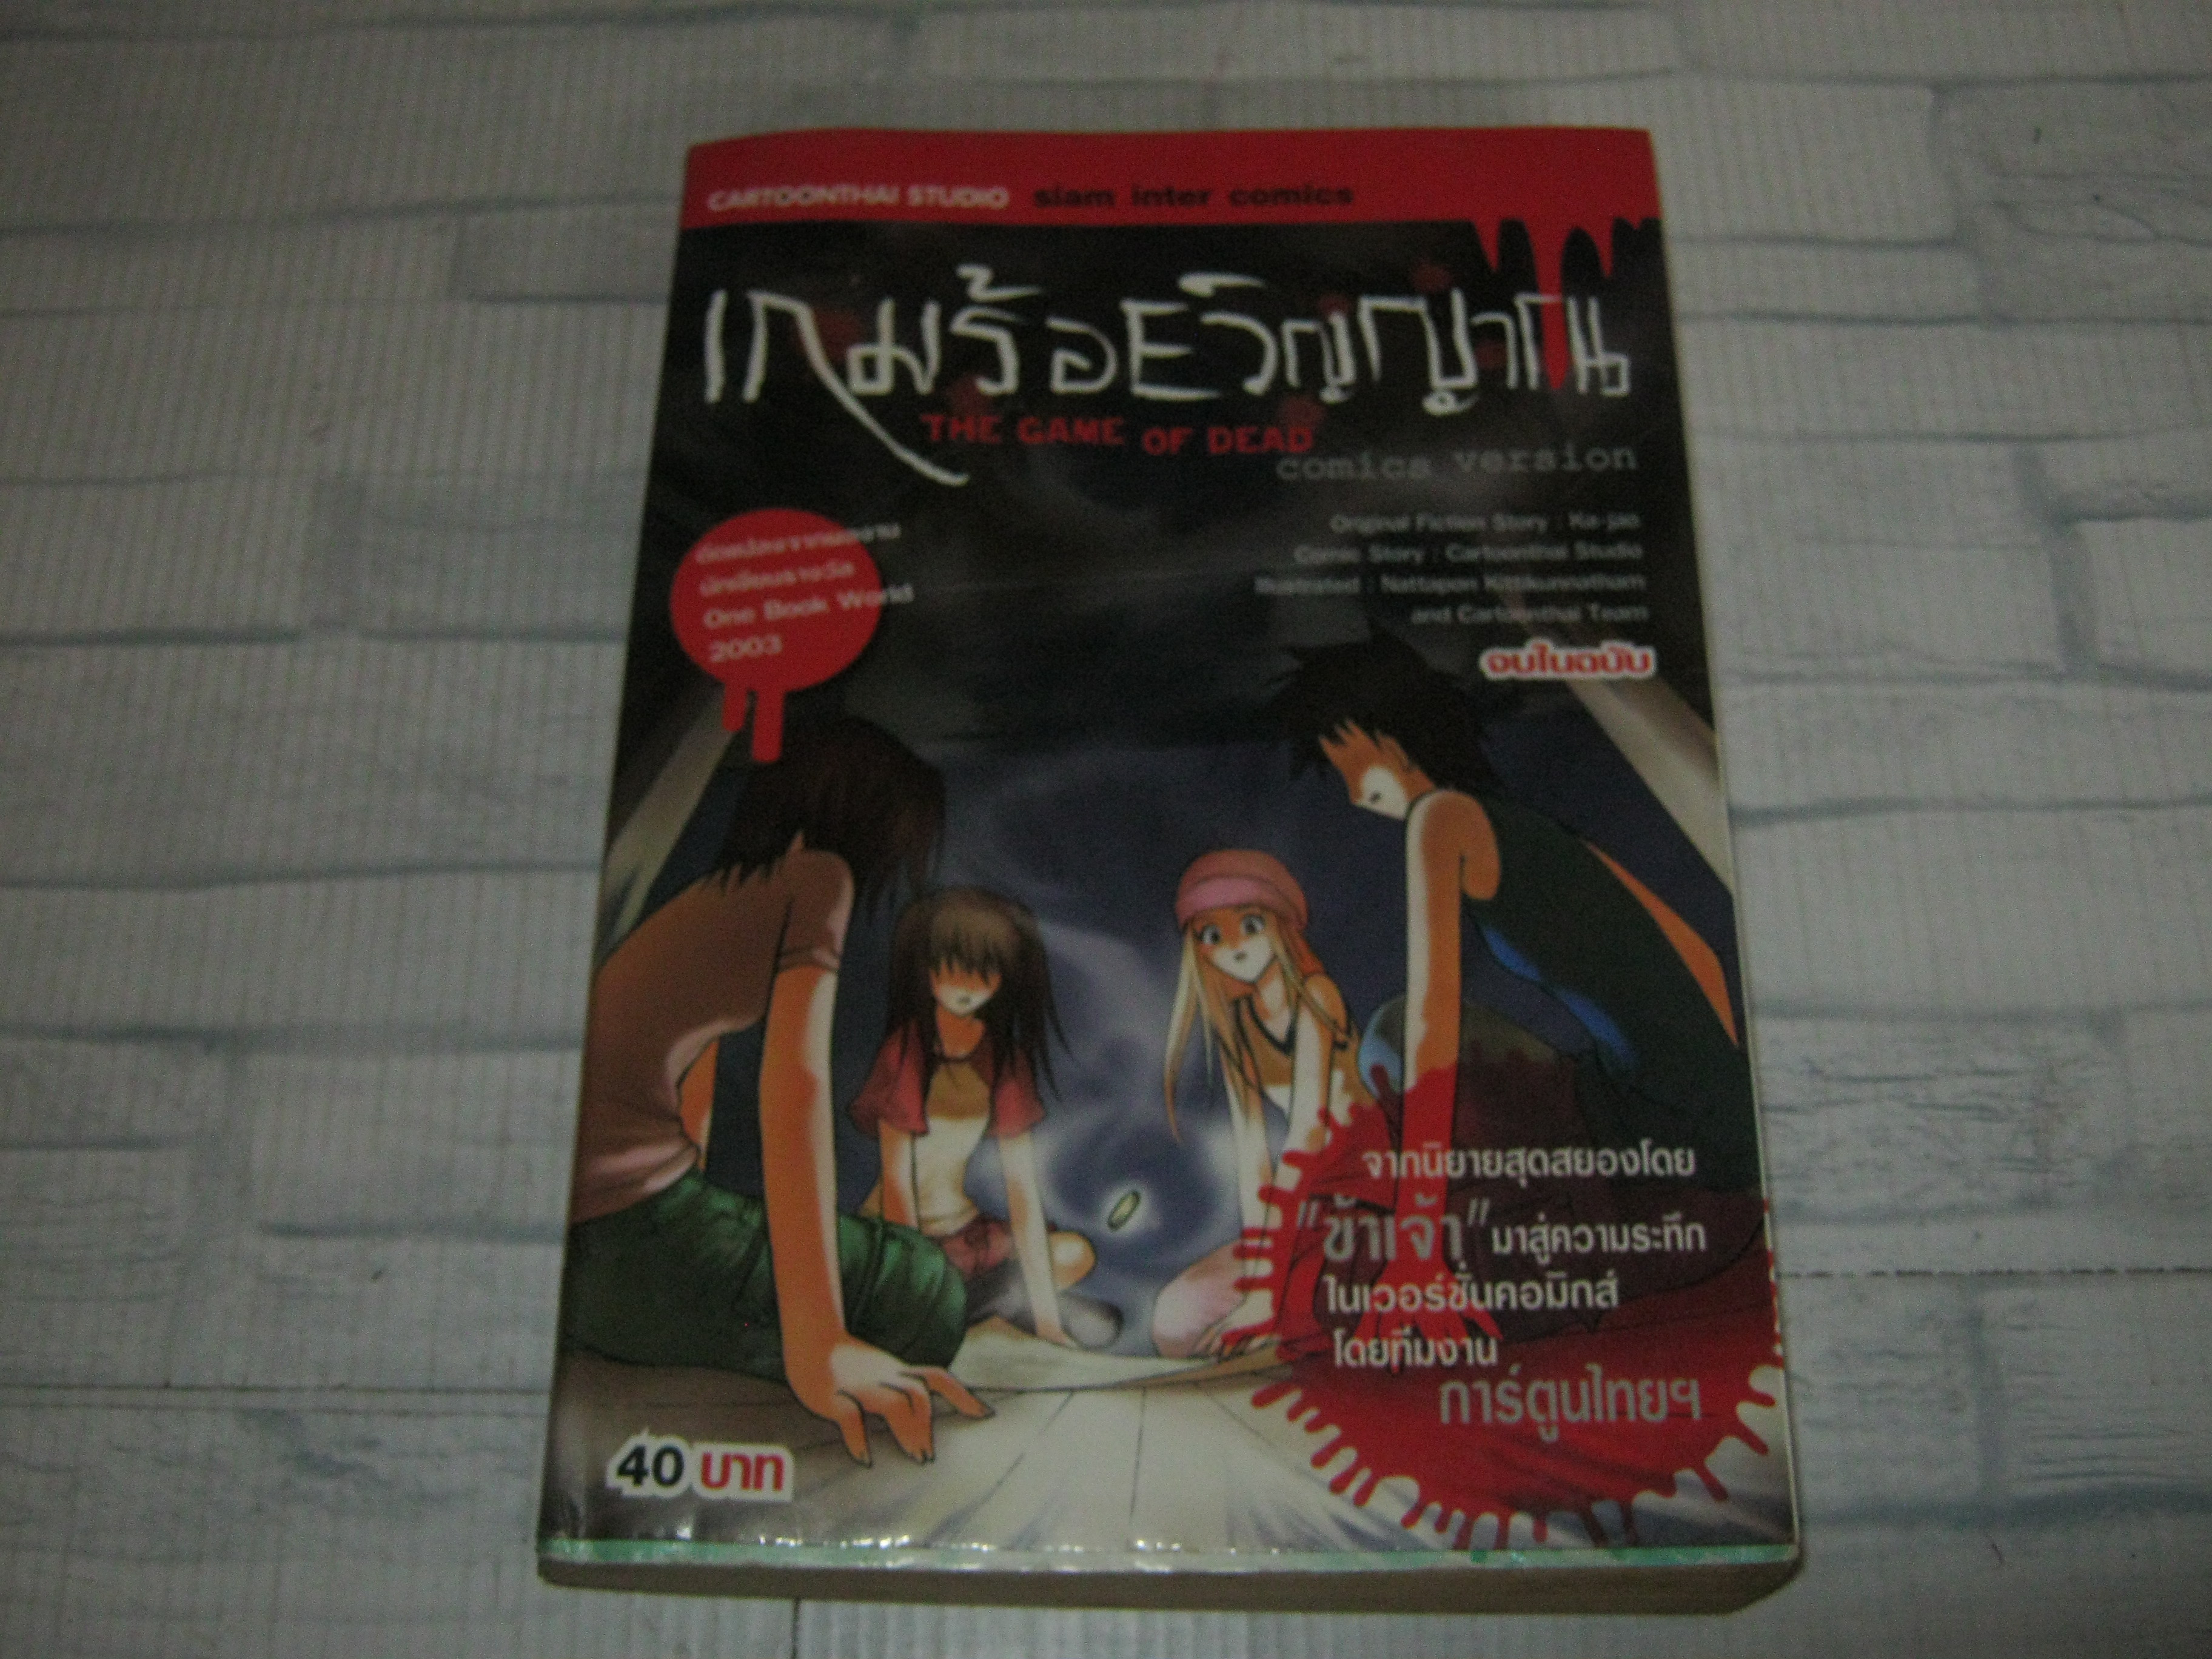 CARTOONTHAI STUDIO siam inter comics
เกมร้อยวิญญาณ
THE GAME OF DEAD
comics version
Original Fiction Story : Ka-jao
Comic Story : Cartoonthai Studio
Illustrated : Nattapon Kittikunnatham
and Cartoonthai Team
จบในฉบับ
One Book World
2003
จากนิยายสุดสยองโดย
"ข้าเจ้า" มาสู่ความระทึก
ในเวอร์ชั่นคอมิกส์
โดยทีมงาน
การ์ตูนไทยฯ
40 บาท